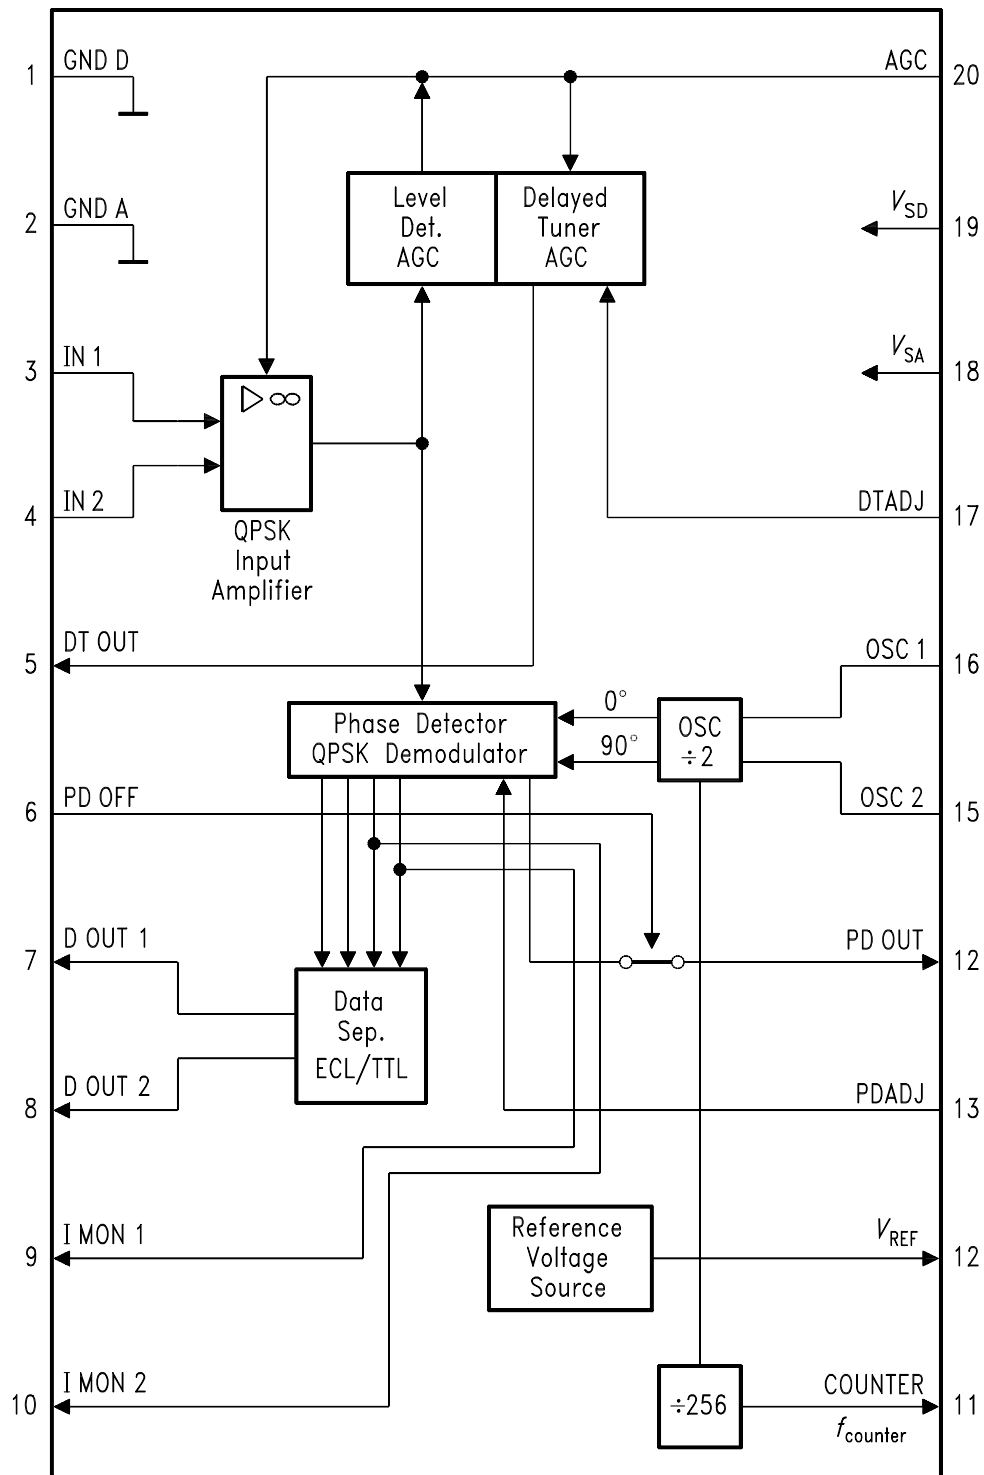 GND D
1
AGC
20
Level
Det.
AGC
Delayed
Tuner
AGC
GND A
2
VSD
19
IN 1
3
VSA
18
▷ ∞
IN 2
4
QPSK
Input
Amplifier
DTADJ
17
DT OUT
5
OSC 1
16
Phase Detector
QPSK Demodulator
0°
90°
OSC
÷2
PD OFF
6
OSC 2
15
D OUT 1
7
PD OUT
12
Data
Sep.
ECL/TTL
D OUT 2
8
PDADJ
13
I MON 1
9
Reference
Voltage
Source
VREF
12
I MON 2
10
÷256
COUNTER
11
fcounter